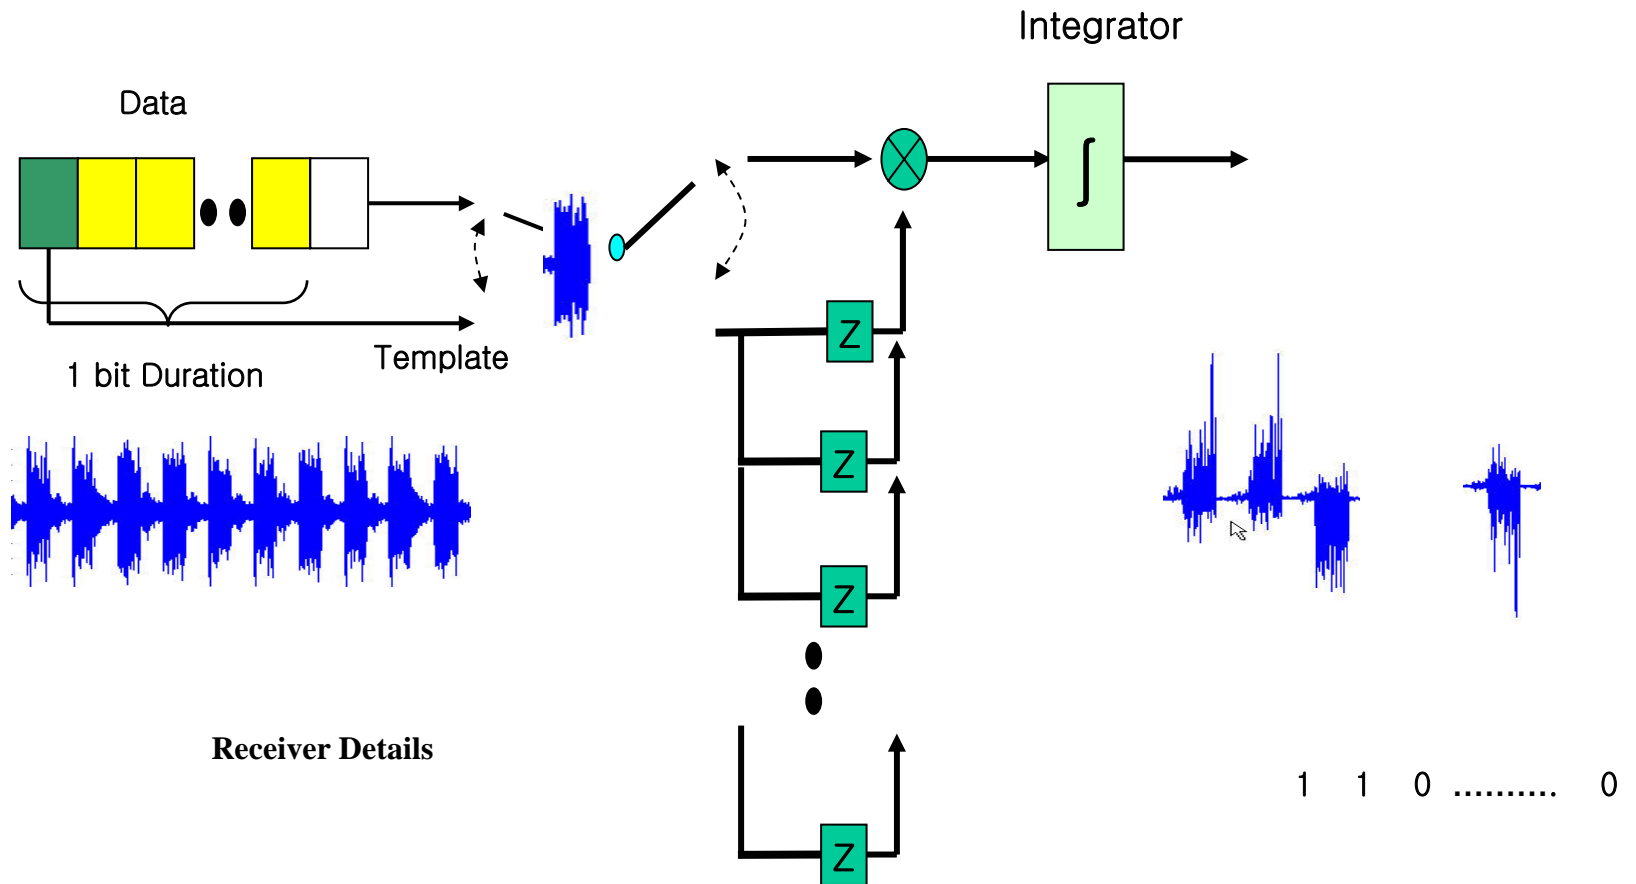 Integrator
Data
∫
Template
1 bit Duration
Z
Z
Z
Receiver Details
1 1 0 .......... 0
Z